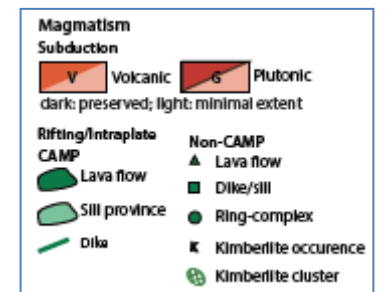 Magmatism
Subduction
V Volcanic G Plutonic
dark: preserved; light: minimal extent
Rifting/Intraplate
CAMP
Lava flow
Sill province
Dike
Non-CAMP
Lava flow
Dike/sill
Ring-complex
Kimberlite occurence
Kimberlite cluster